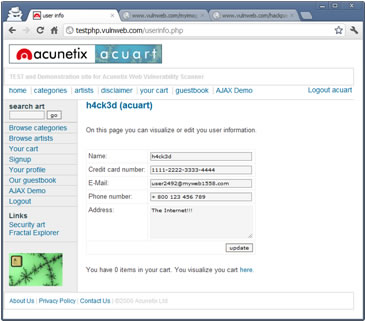 user info
www.vulnweb.com/myimag
www.vulnweb.com/hackpa
testphp.vulnweb.com/userinfo.php
acunetix acuart
TEST and Demonstration site for Acunetix Web Vulnerability Scanner
home | categories | artists | disclaimer | your cart | guestbook | AJAX Demo
Logout acuart
search art
go
Browse categories
Browse artists
Your cart
Signup
Your profile
Our guestbook
AJAX Demo
Logout
Links
Security art
Fractal Explorer
h4ck3d (acuart)
On this page you can visualize or edit you user information.
Name: h4ck3d
Credit card number: 1111-2222-3333-4444
E-Mail: user2492@myweb1558.com
Phone number: + 800 123 456 789
Address: The Internet!!!
update
You have 0 items in your cart. You visualize you cart here.
About Us | Privacy Policy | Contact Us | ©2006 Acunetix Ltd